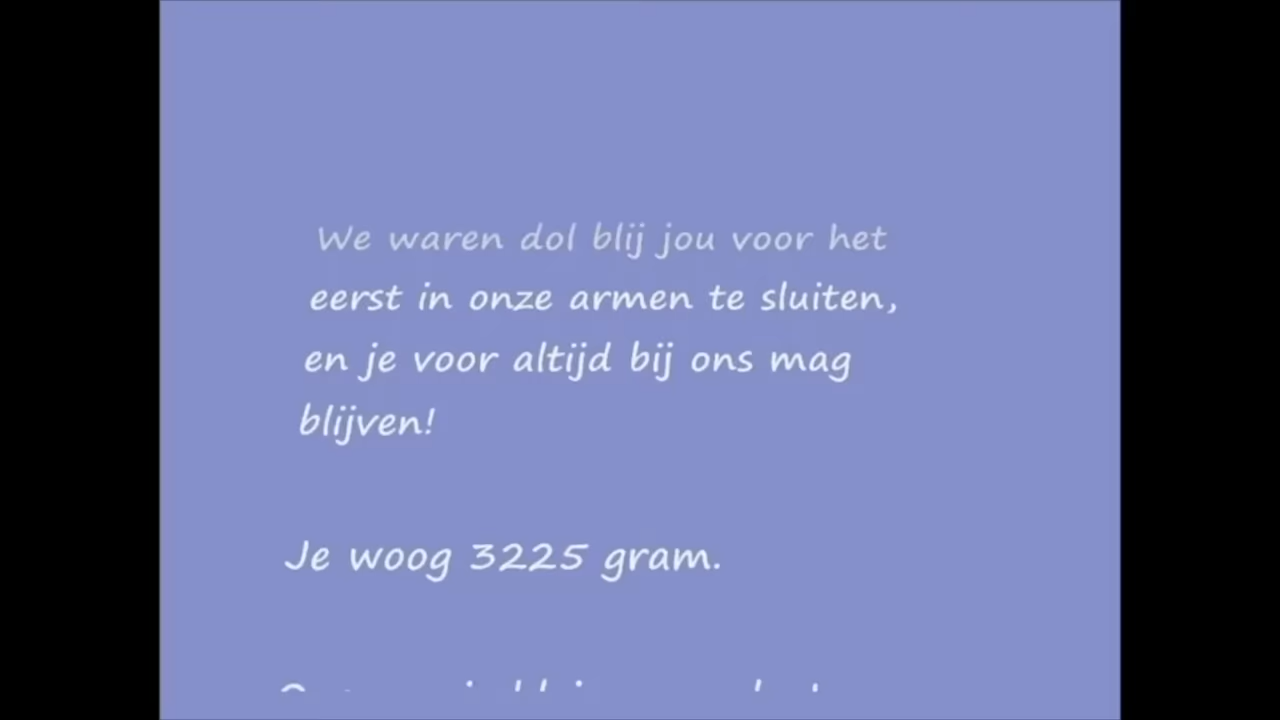 We waren dol blij jou voor het
eerst in onze armen te sluiten,
en je voor altijd bij ons mag
blijven!
Je woog 3225 gram.